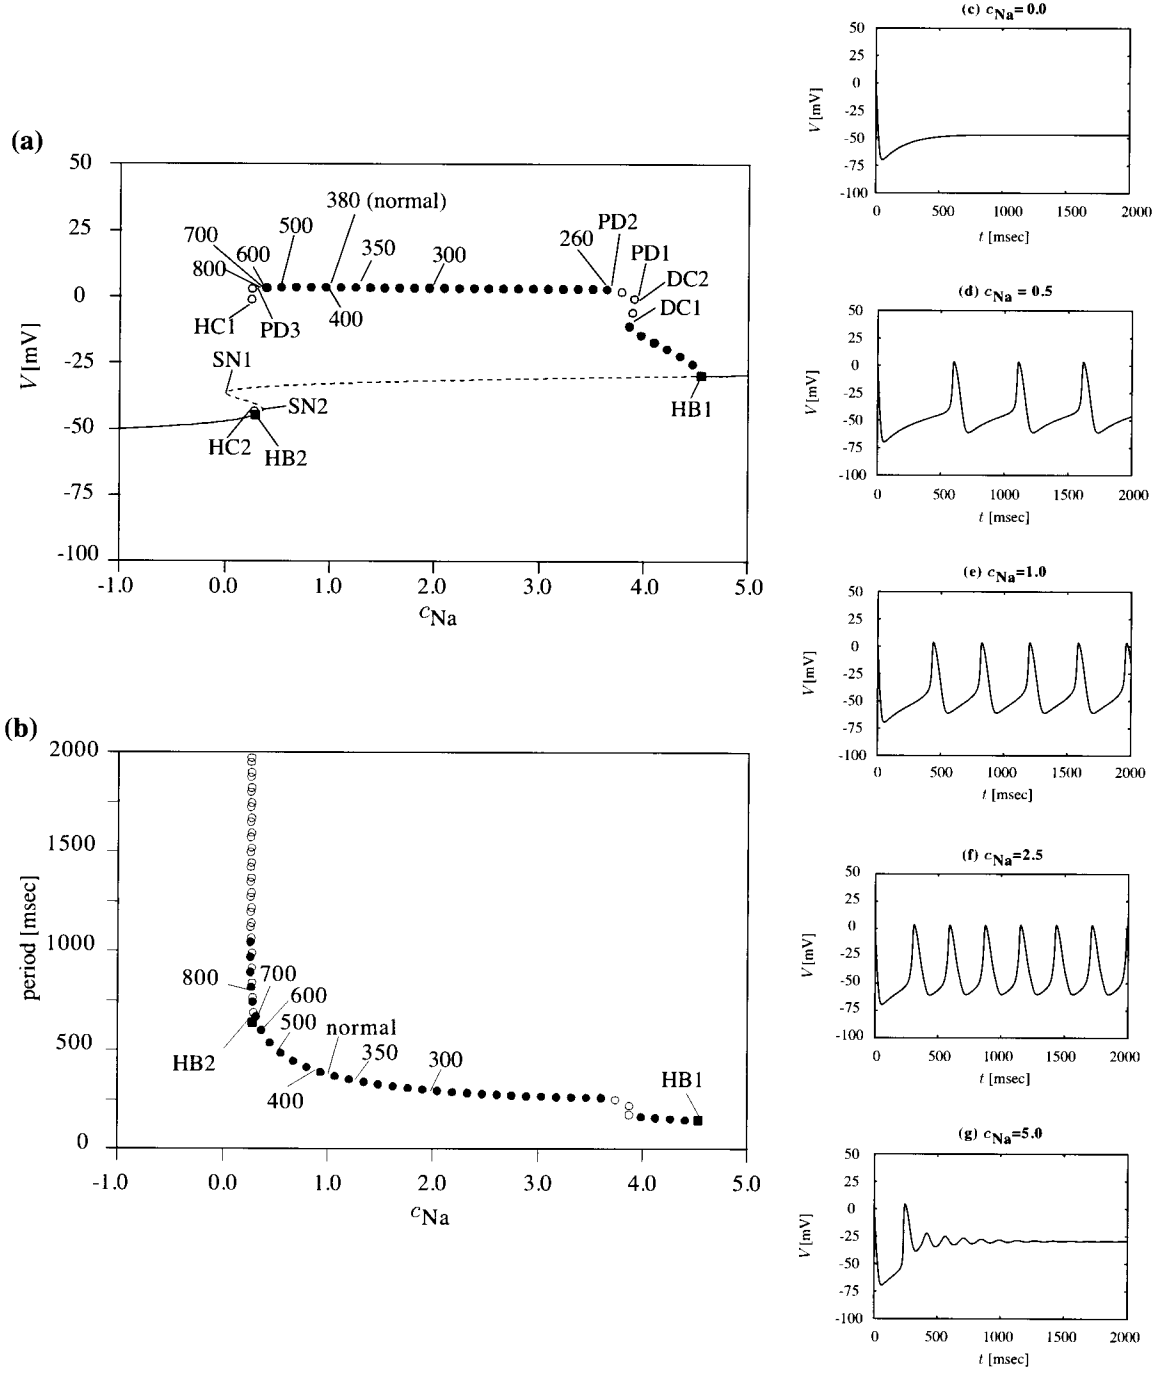 (a)
50
25
0
-25
-50
-75
-100
V [mV]
-1.0 0.0 1.0 2.0 3.0 4.0 5.0
cNa
380 (normal)
500
700
600
800
350
300
400
260
PD2
PD1
DC2
DC1
HC1
PD3
SN1
SN2
HC2
HB2
HB1
(b)
2000
1500
1000
500
0
period [msec]
-1.0 0.0 1.0 2.0 3.0 4.0 5.0
cNa
800
700
600
500
normal
350
300
400
HB2
HB1
(c) cNa= 0.0
50
25
0
-25
-50
-75
-100
V [mV]
0 500 1000 1500 2000
t [msec]
(d) cNa = 0.5
50
25
0
-25
-50
-75
-100
V [mV]
0 500 1000 1500 2000
t [msec]
(e) cNa=1.0
50
25
0
-25
-50
-75
-100
V [mV]
0 500 1000 1500 2000
t [msec]
(f) cNa=2.5
50
25
0
-25
-50
-75
-100
V [mV]
0 500 1000 1500 2000
t [msec]
(g) cNa=5.0
50
25
0
-25
-50
-75
-100
V [mV]
0 500 1000 1500 2000
t [msec]